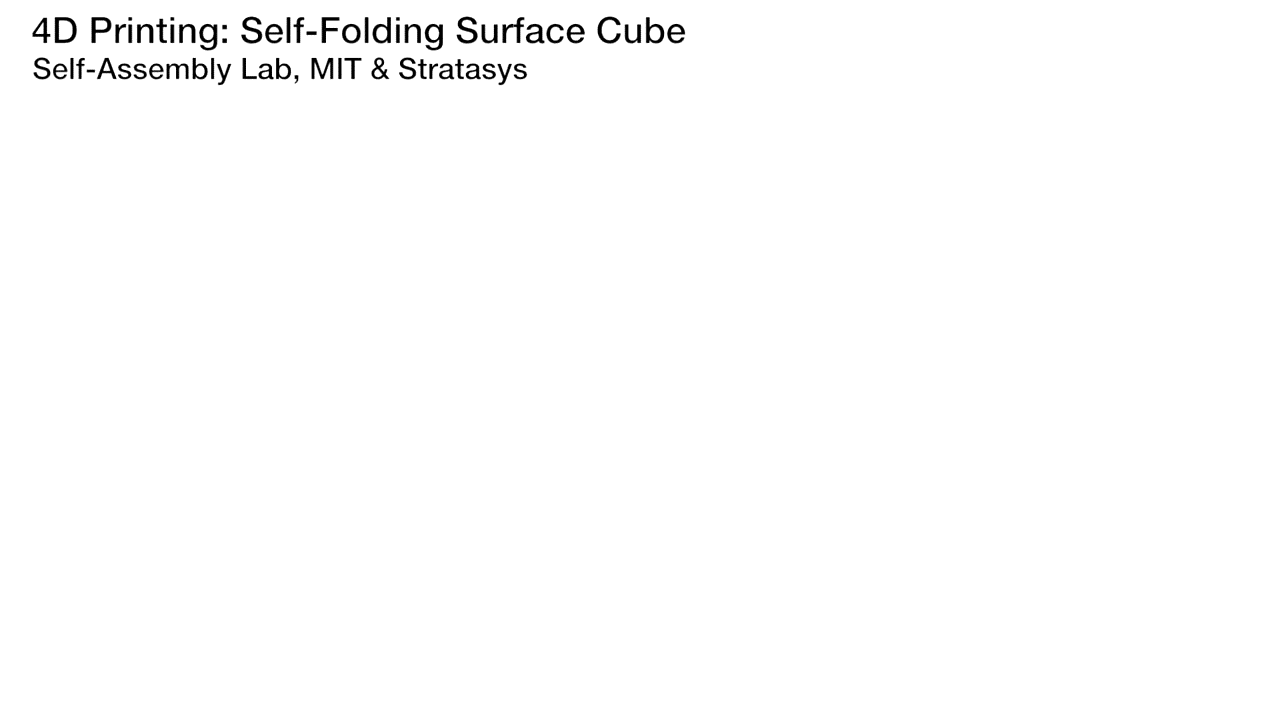 4D Printing: Self-Folding Surface Cube
Self-Assembly Lab, MIT & Stratasys